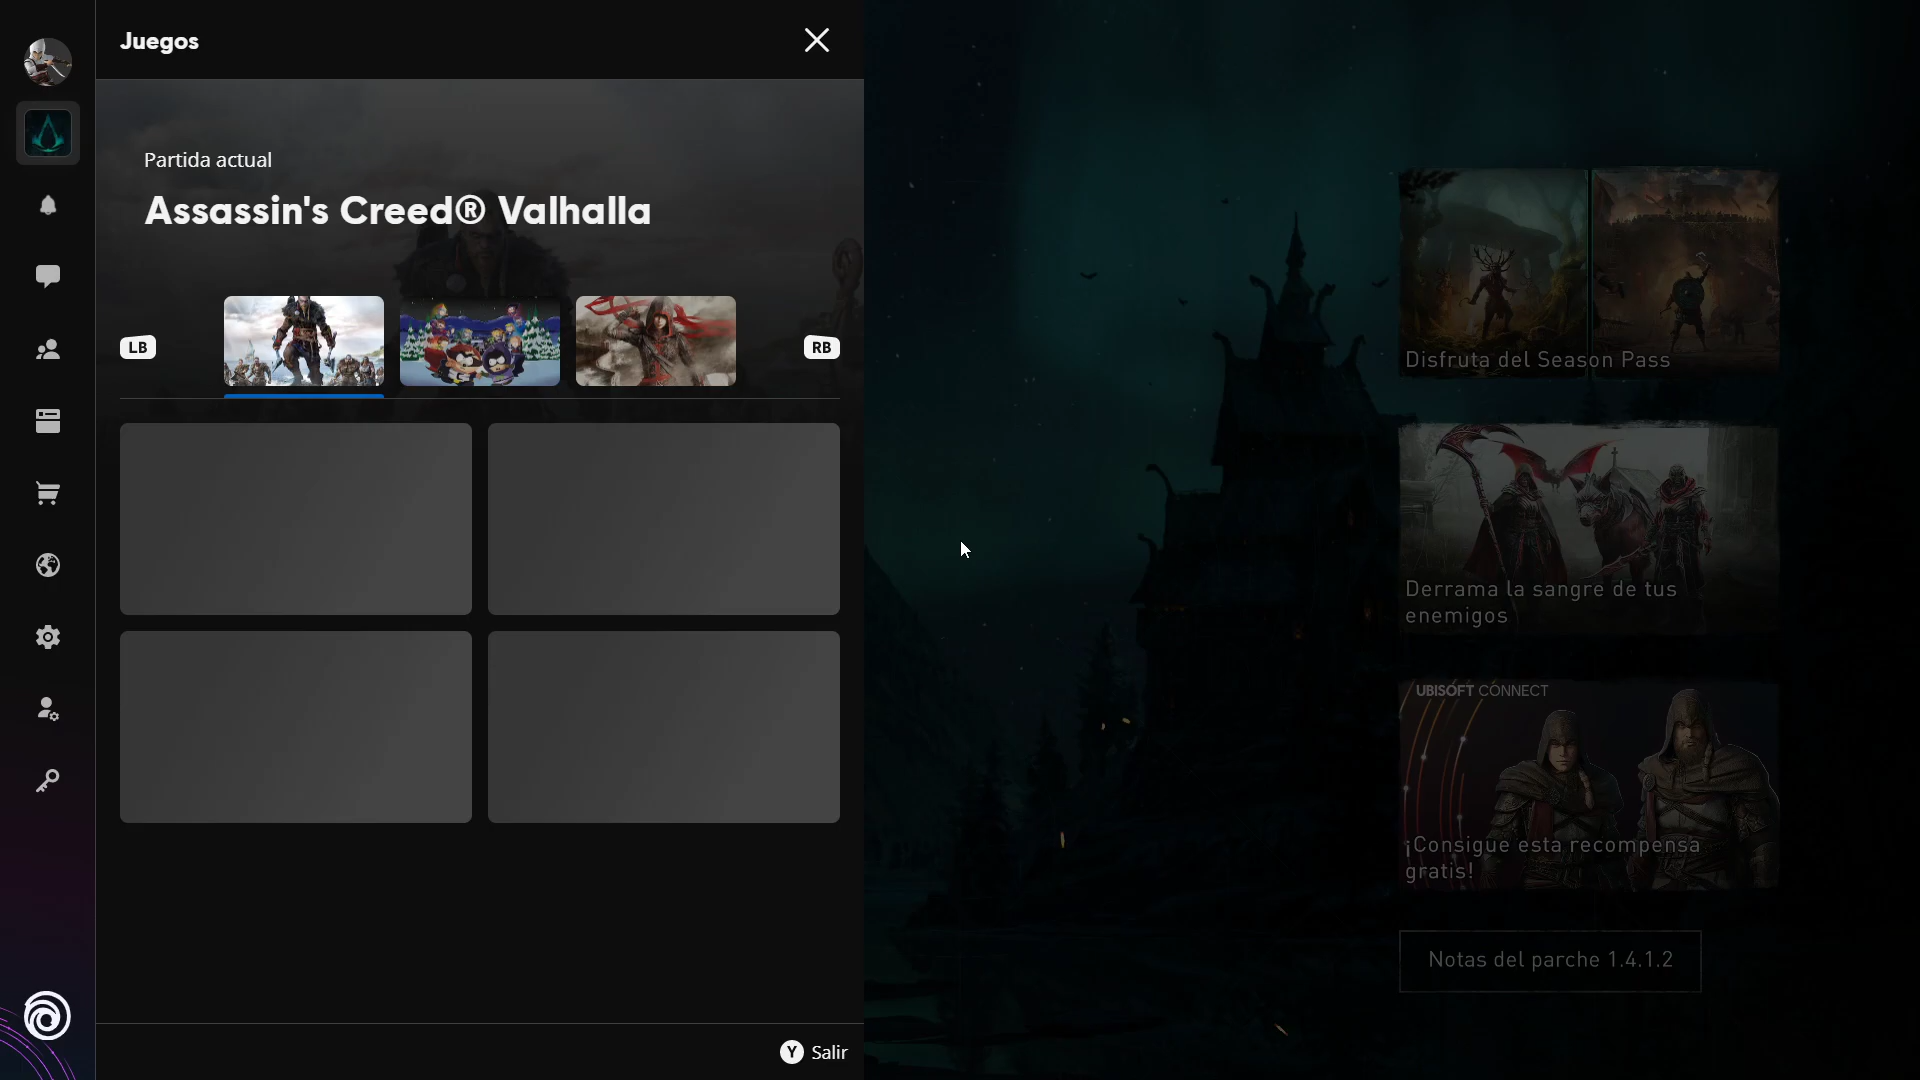 Juegos
Partida actual
Assassin's Creed® Valhalla
LB
RB
Y Salir
Disfruta del Season Pass
Derrama la sangre de tus
enemigos
UBISOFT CONNECT
¡Consigue esta recompensa
gratis!
Notas del parche 1.4.1.2